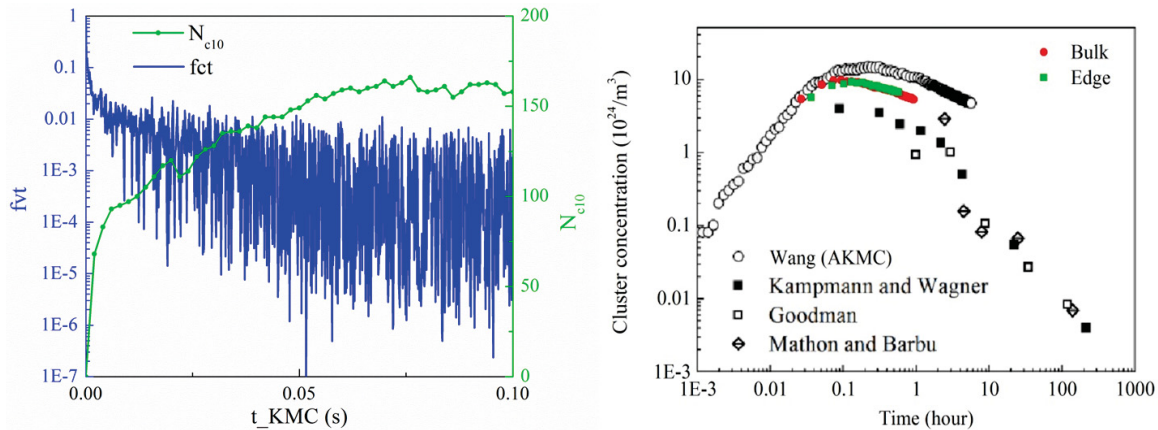 N_c10
fct
1
0.1
0.01
1E-3
1E-4
1E-5
1E-6
1E-7
fvt
0.00
0.05
0.10
t_KMC (s)
200
150
100
50
0
N_c10
Bulk
Edge
Wang (AKMC)
Kampmann and Wagner
Goodman
Mathon and Barbu
10
1
0.1
0.01
1E-3
Cluster concentration (10^24/m^3)
1E-3
0.01
0.1
1
10
100
1000
Time (hour)